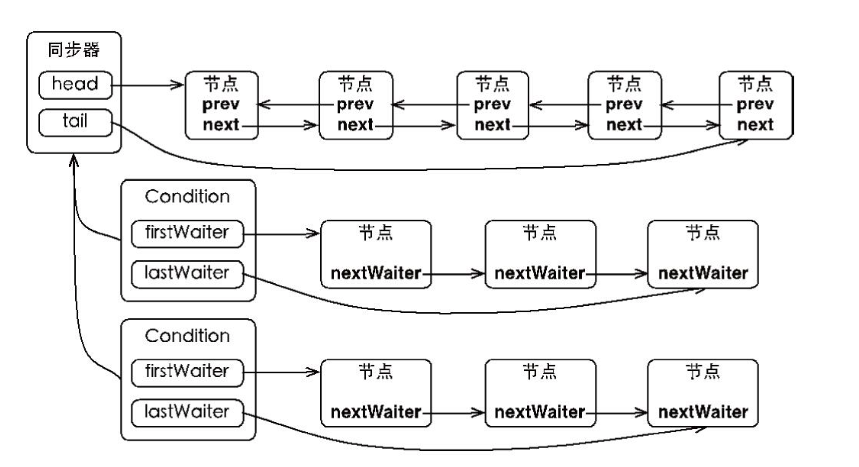 同步器
head
tail
节点
prev
next
节点
prev
next
节点
prev
next
节点
prev
next
节点
prev
next
Condition
firstWaiter
lastWaiter
节点
nextWaiter
节点
nextWaiter
节点
nextWaiter
Condition
firstWaiter
lastWaiter
节点
nextWaiter
节点
nextWaiter
节点
nextWaiter